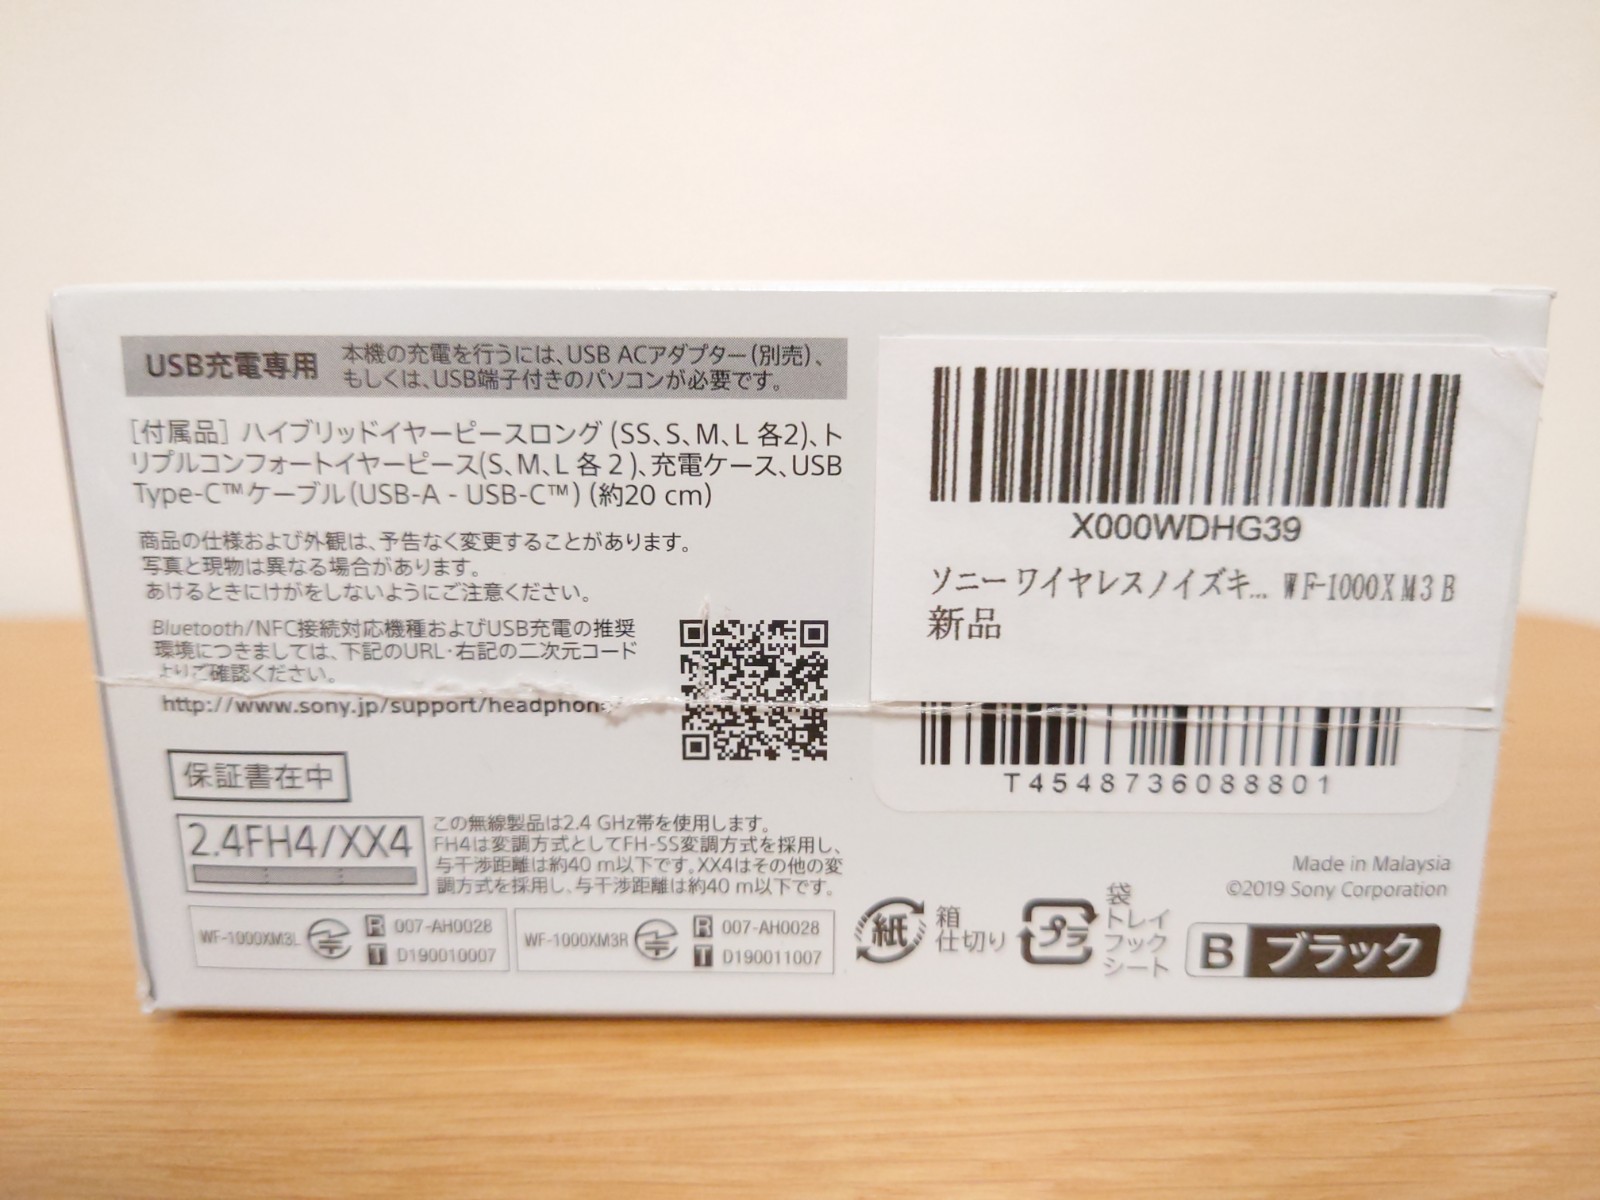 USB充電専用
本機の充電を行うには、USB ACアダプター(別売)、
もしくは、USB端子付きのパソコンが必要です。
[付属品] ハイブリッドイヤーピースロング (SS、S、M、L 各2)、ト
リプルコンフォートイヤーピース(S、M、L 各2)、充電ケース、USB
Type-C™ケーブル(USB-A - USB-C™) (約20 cm)
商品の仕様および外観は、予告なく変更することがあります。
写真と現物は異なる場合があります。
あけるときにけがをしないようにご注意ください。
Bluetooth/NFC接続対応機種およびUSB充電の推奨
環境につきましては、下記のURL・右記の二次元コード
よりご確認ください。
http://www.sony.jp/support/headphone
保証書在中
2.4FH4/XX4
この無線製品は2.4 GHz帯を使用します。
FH4は変調方式としてFH-SS変調方式を採用し、
与干渉距離は約40 m以下です。XX4はその他の変
調方式を採用し、与干渉距離は約40 m以下です。
WF-1000XM3L
R 007-AH0028
T D190010007
WF-1000XM3R
R 007-AH0028
T D190011007
X000WDHG39
ソニー ワイヤレスノイズキ... WF-1000XM3 B
新品
T4548736088801
Made in Malaysia
©2019 Sony Corporation
紙
箱
仕切り
プラ
袋
トレイ
フック
シート
B ブラック